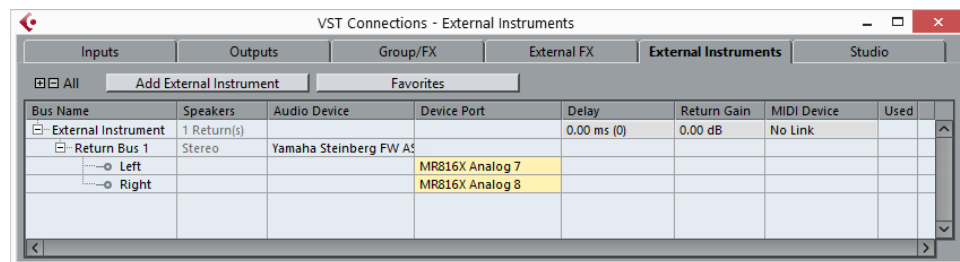 VST Connections - External Instruments
Inputs Outputs Group/FX External FX External Instruments Studio
All Add External Instrument Favorites
Bus Name Speakers Audio Device Device Port Delay Return Gain MIDI Device Used
External Instrument 1 Return(s) 0.00 ms (0) 0.00 dB No Link
Return Bus 1 Stereo Yamaha Steinberg FW AS
Left MR816X Analog 7
Right MR816X Analog 8